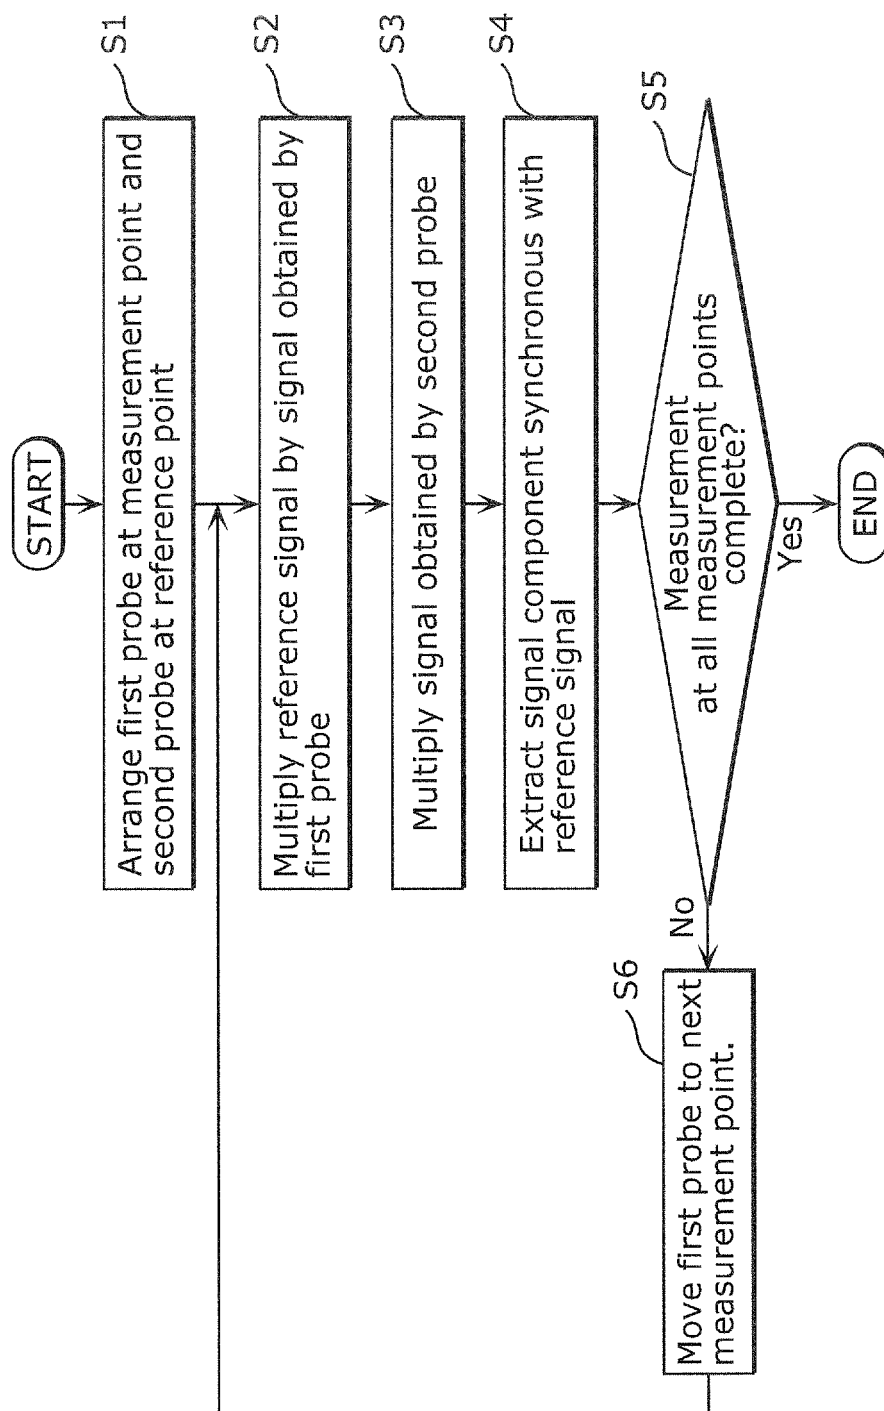 START
S1
Arrange first probe at measurement point and
second probe at reference point
S2
Multiply reference signal by signal obtained by
first probe
S3
Multiply signal obtained by second probe
S4
Extract signal component synchronous with
reference signal
S5
Measurement
at all measurement points
complete?
No
Yes
S6
Move first probe to next
measurement point.
END